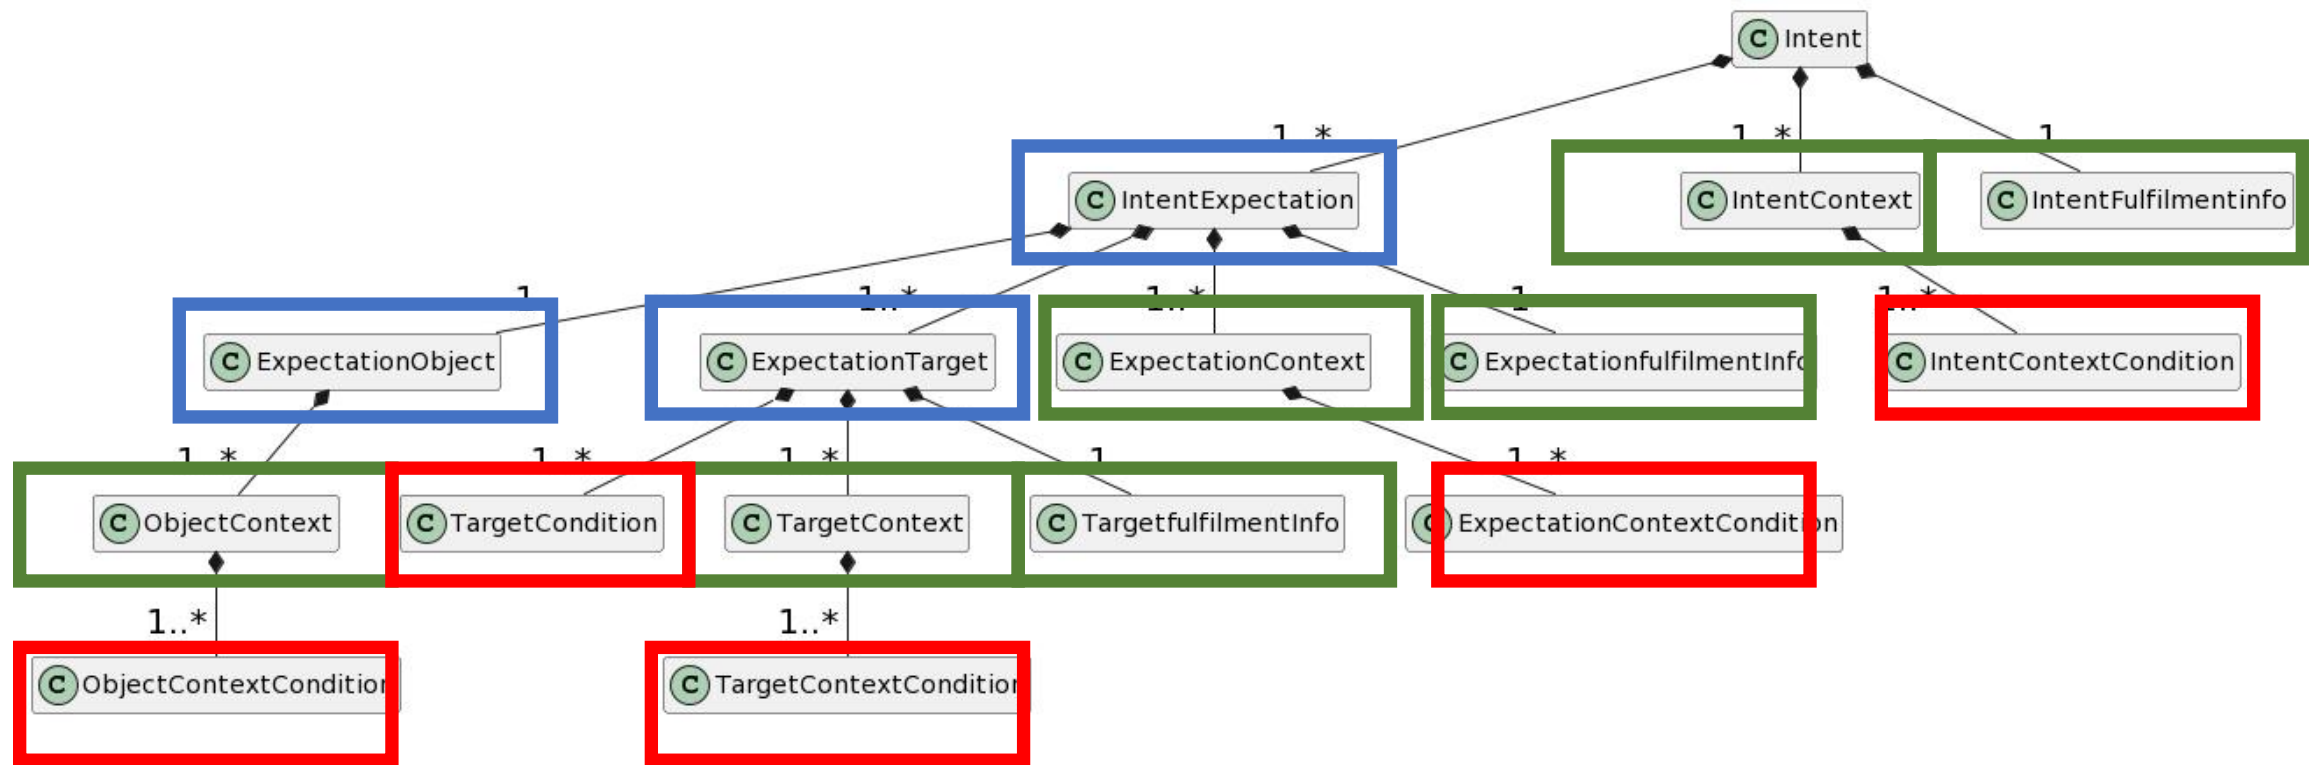 C Intent
1..*
1..*
1
C IntentExpectation
C IntentContext
C IntentFulfilmentinfo
1
1..*
1..*
1
1..*
C ExpectationObject
C ExpectationTarget
C ExpectationContext
C ExpectationfulfilmentInfo
C IntentContextCondition
1..*
1..*
1..*
1
1..*
C ObjectContext
C TargetCondition
C TargetContext
C TargetfulfilmentInfo
C ExpectationContextCondition
1..*
1..*
C ObjectContextCondition
C TargetContextCondition